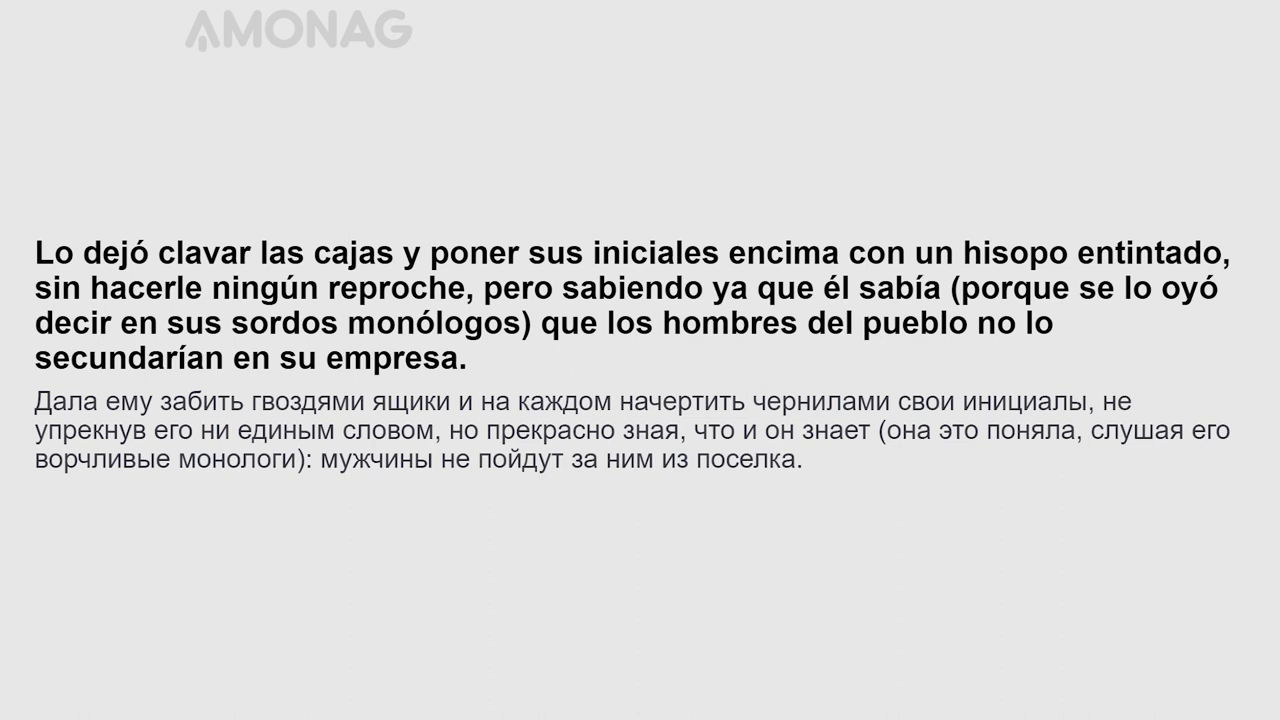 AMONAG
Lo dejó clavar las cajas y poner sus iniciales encima con un hisopo entintado,
sin hacerle ningún reproche, pero sabiendo ya que él sabía (porque se lo oyó
decir en sus sordos monólogos) que los hombres del pueblo no lo
secundarían en su empresa.
Дала ему забить гвоздями ящики и на каждом начертить чернилами свои инициалы, не
упрекнув его ни единым словом, но прекрасно зная, что и он знает (она это поняла, слушая его
ворчливые монологи): мужчины не пойдут за ним из поселка.